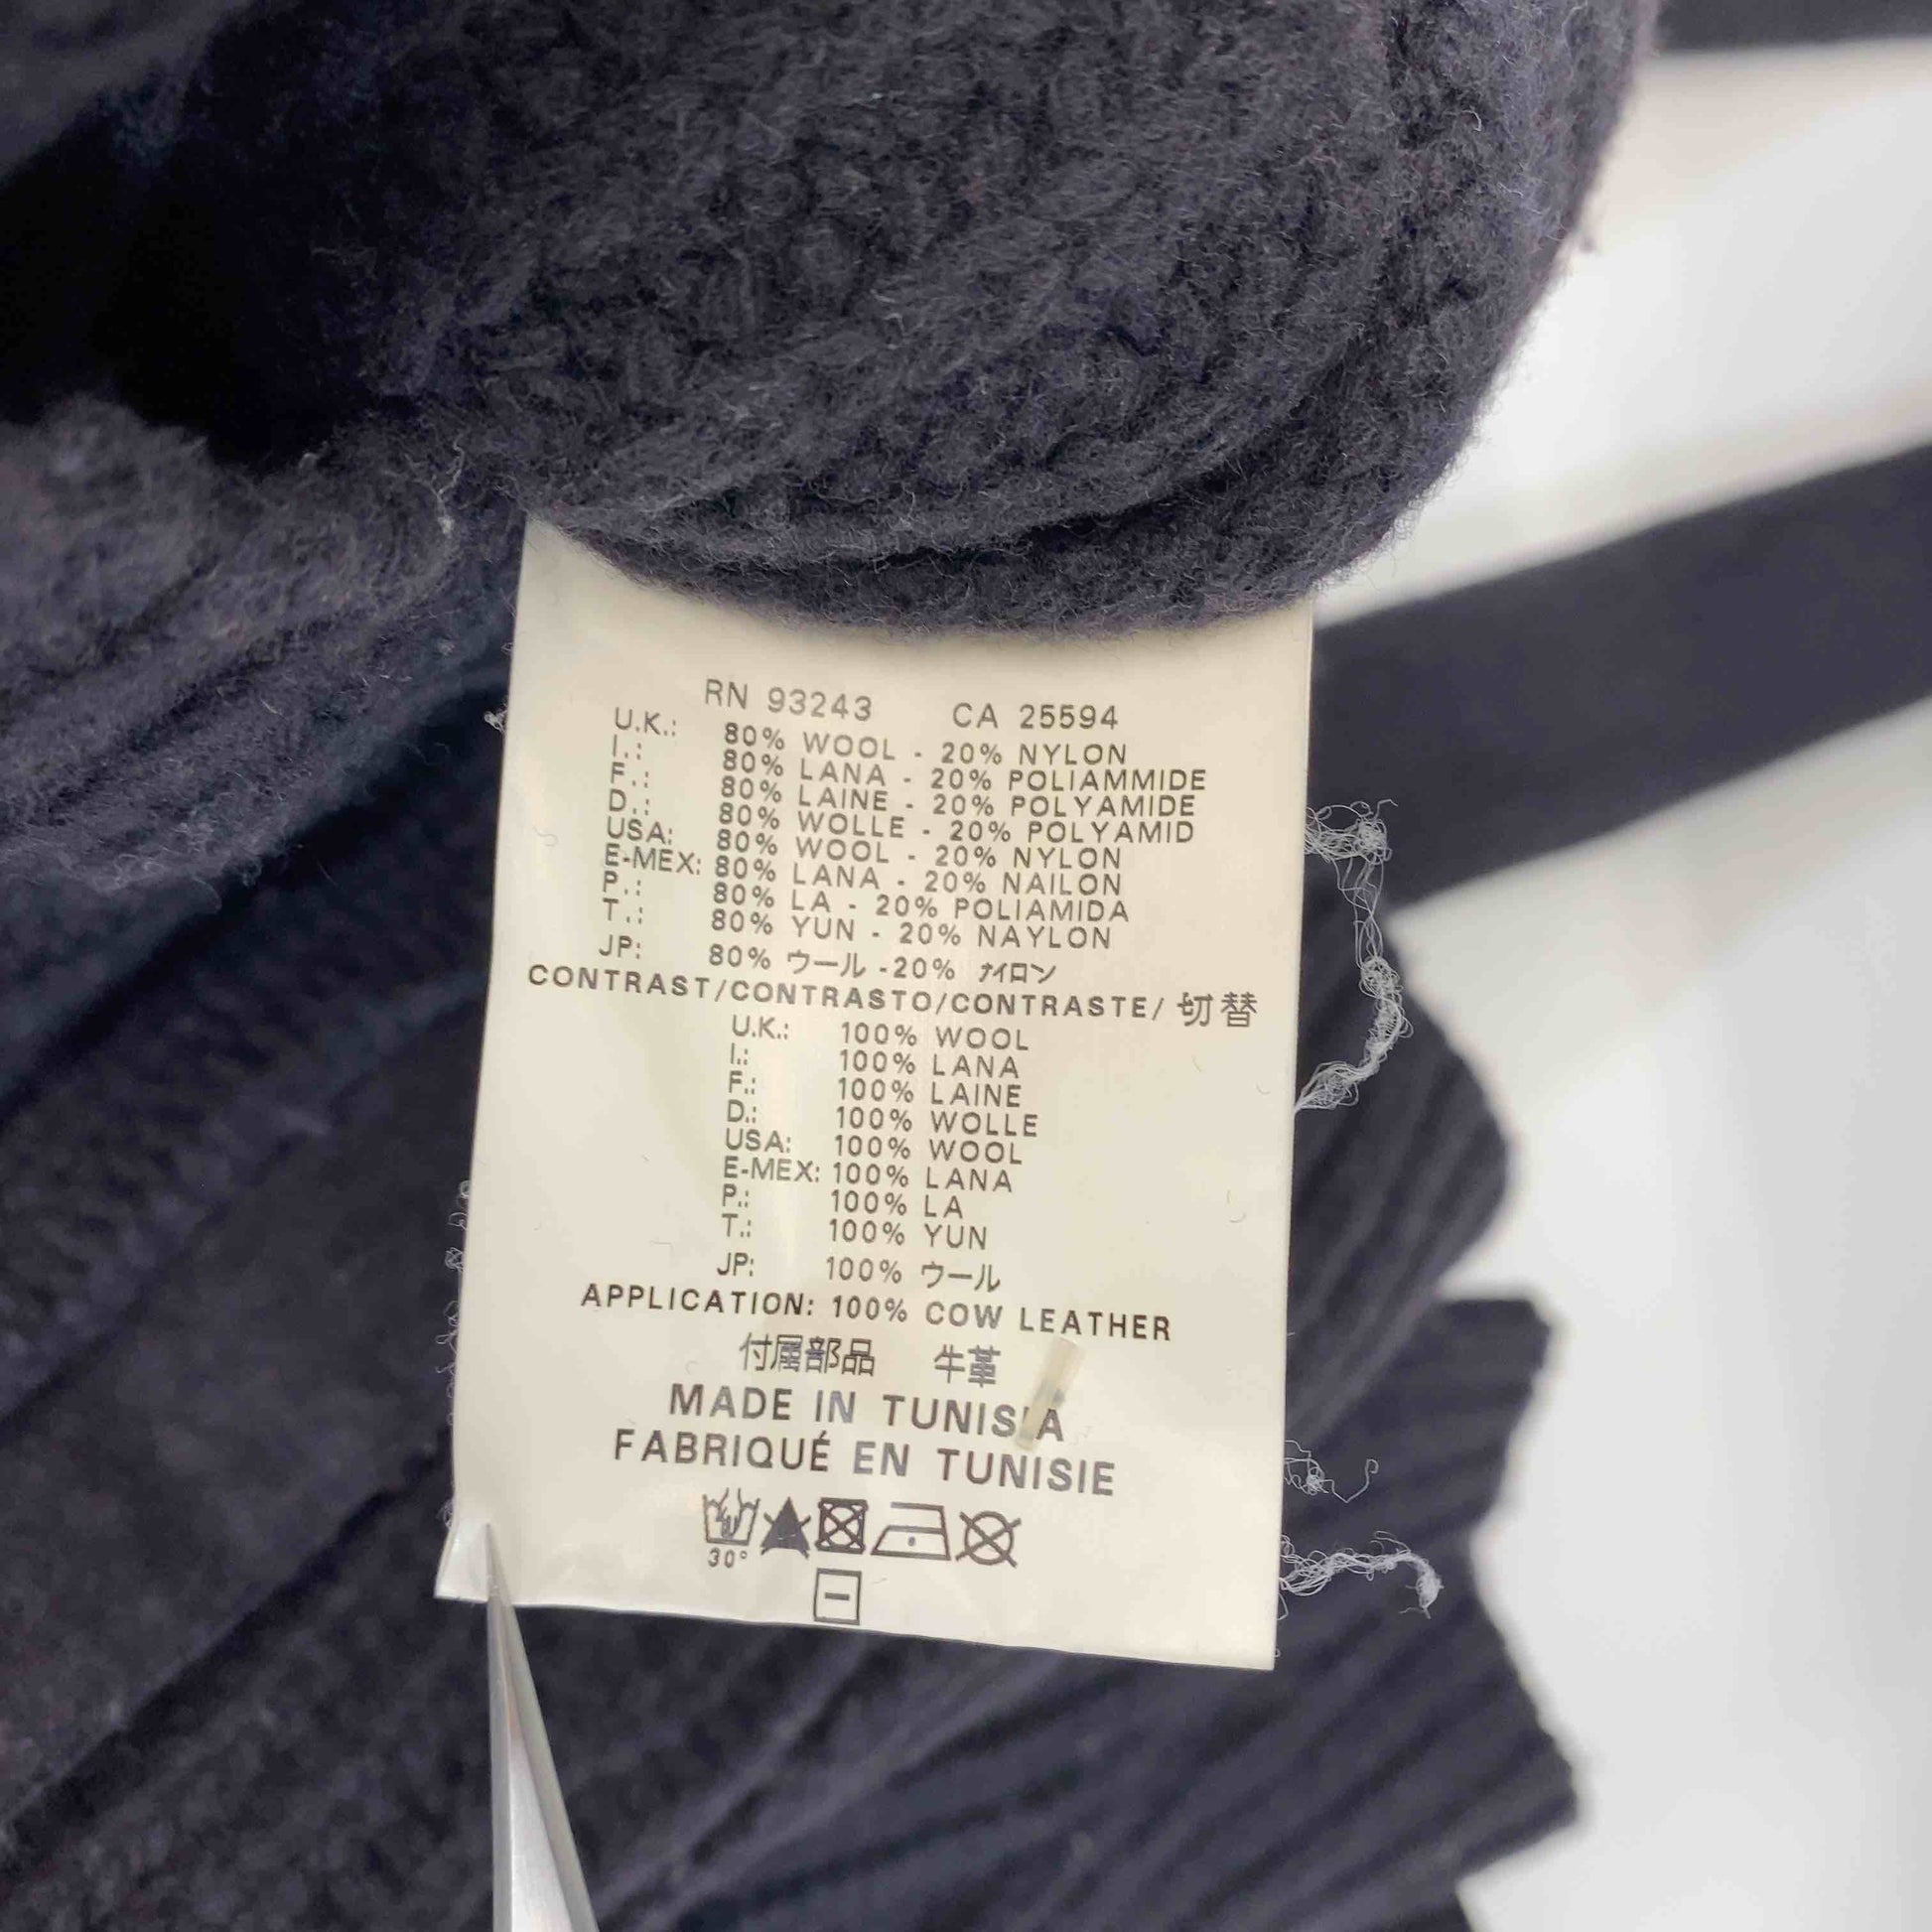 RN 93243 CA 25594
U.K.: 80% WOOL - 20% NYLON
I.: 80% LANA - 20% POLIAMMIDE
F.: 80% LAINE - 20% POLYAMIDE
D.: 80% WOLLE - 20% POLYAMID
USA: 80% WOOL - 20% NYLON
E-MEX: 80% LANA - 20% NAILON
P.: 80% LA - 20% POLIAMIDA
T.: 80% YUN - 20% NAYLON
JP: 80% ウール -20% ナイロン
CONTRAST/CONTRASTO/CONTRASTE/ 切替
U.K.: 100% WOOL
I.: 100% LANA
F.: 100% LAINE
D.: 100% WOLLE
USA: 100% WOOL
E-MEX: 100% LANA
P.: 100% LA
T.: 100% YUN
JP: 100% ウール
APPLICATION: 100% COW LEATHER
付属部品 牛革
MADE IN TUNISIA
FABRIQUÉ EN TUNISIE
30°